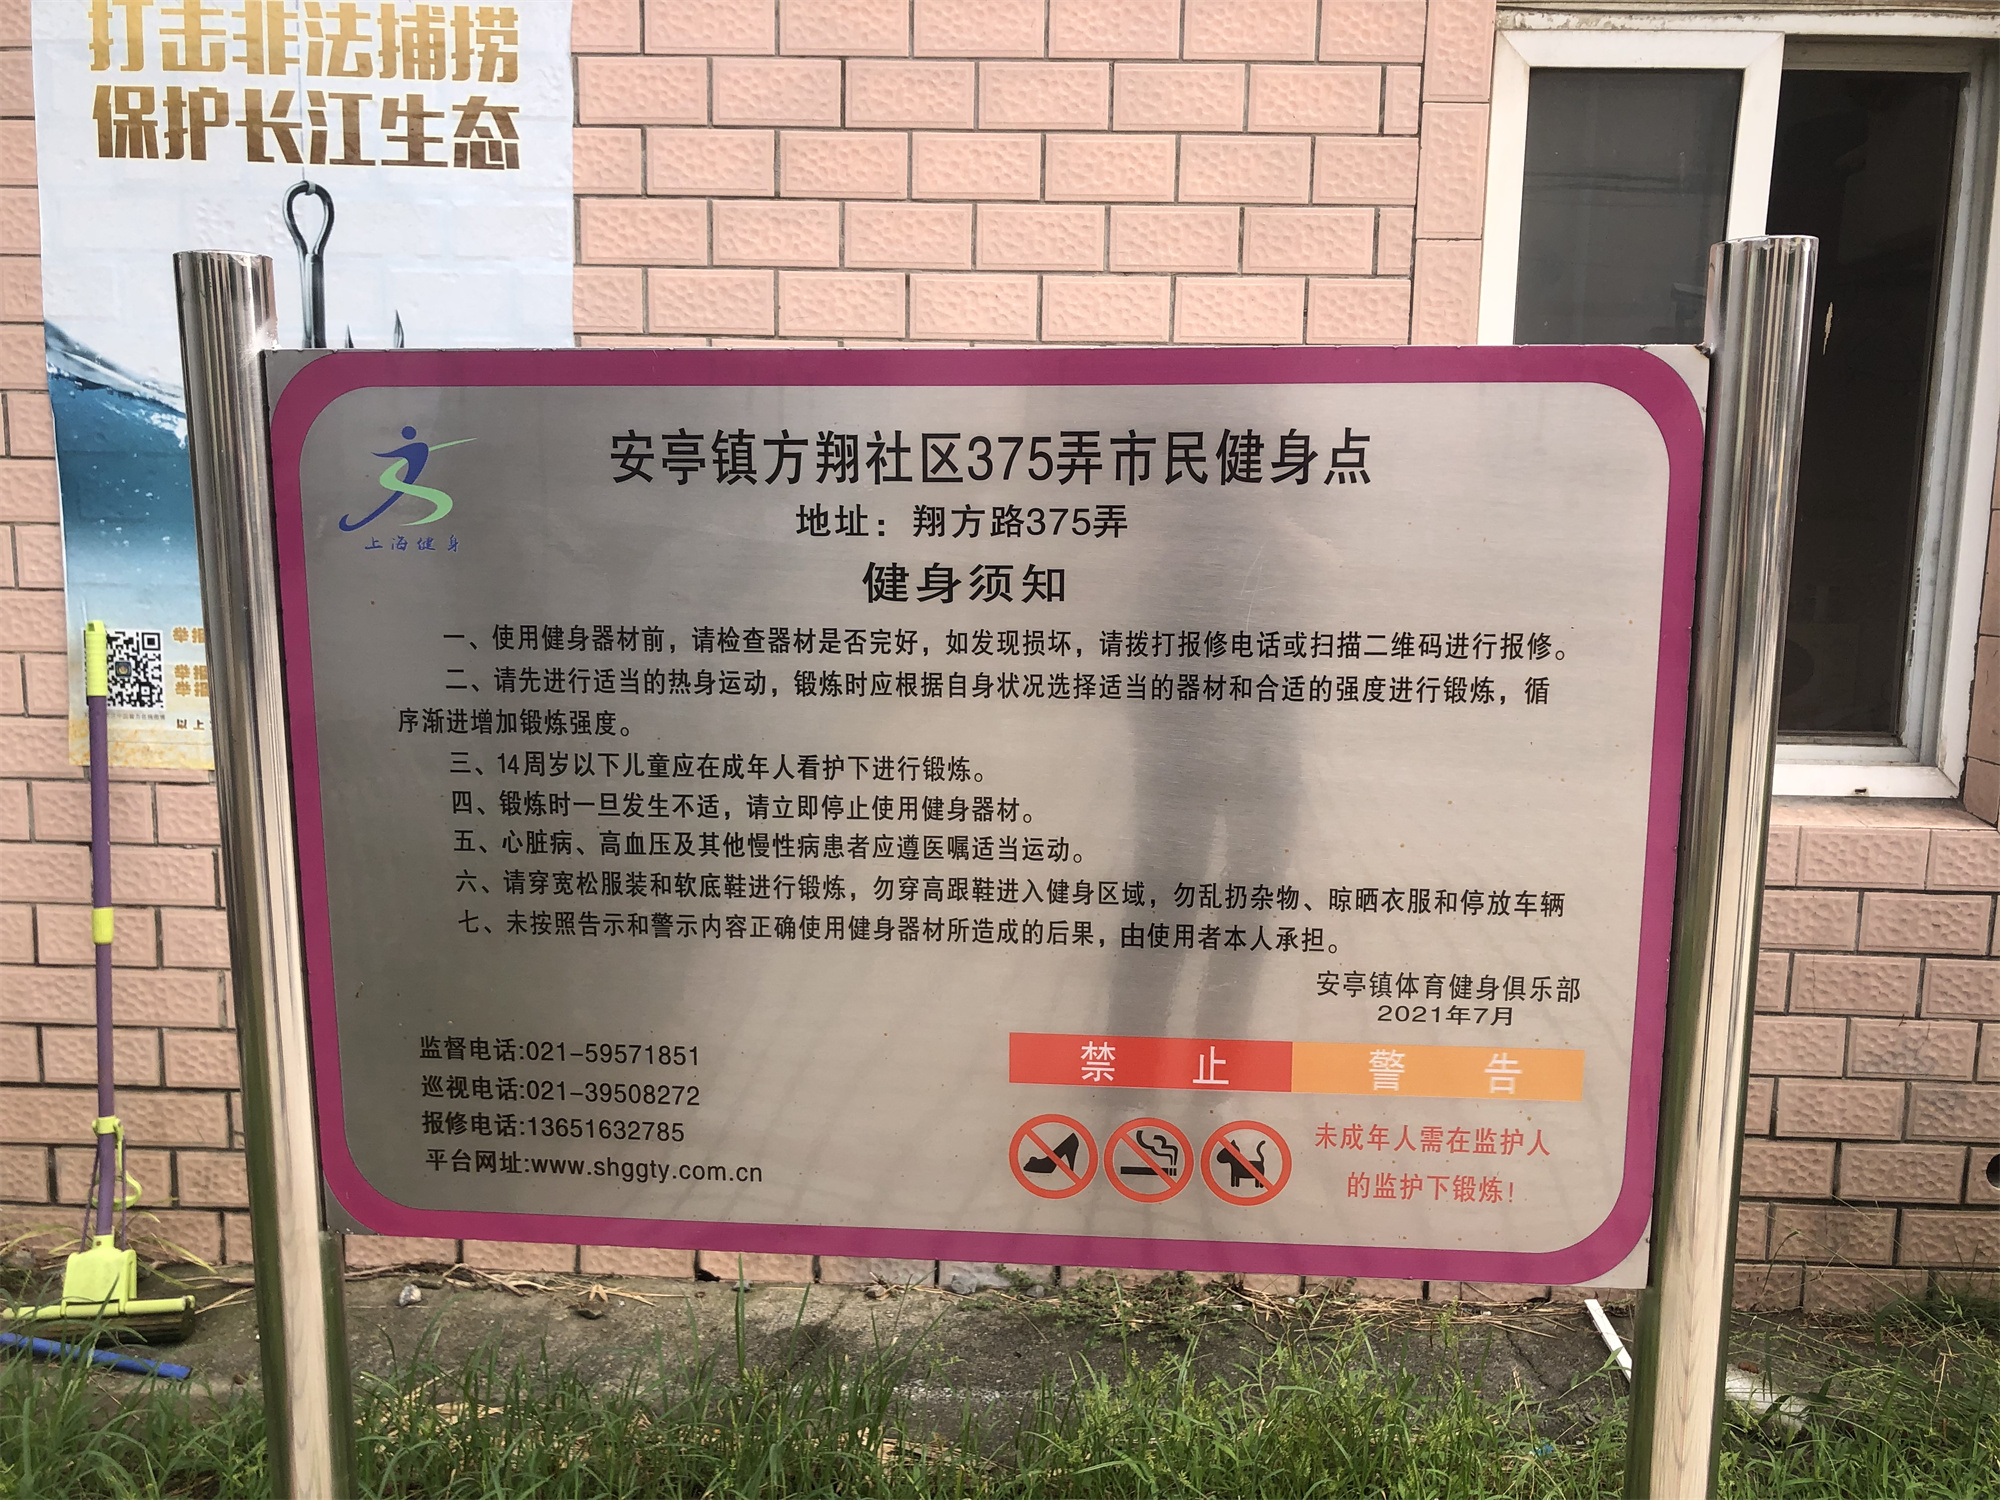 打击非法捕捞
保护长江生态
举报
举报
举报
以上
上海健身
安亭镇方翔社区375弄市民健身点
地址：翔方路375弄
健身须知
一、使用健身器材前，请检查器材是否完好，如发现损坏，请拨打报修电话或扫描二维码进行报修。
二、请先进行适当的热身运动，锻炼时应根据自身状况选择适当的器材和合适的强度进行锻炼，循
序渐进增加锻炼强度。
三、14周岁以下儿童应在成年人看护下进行锻炼。
四、锻炼时一旦发生不适，请立即停止使用健身器材。
五、心脏病、高血压及其他慢性病患者应遵医嘱适当运动。
六、请穿宽松服装和软底鞋进行锻炼，勿穿高跟鞋进入健身区域，勿乱扔杂物、晾晒衣服和停放车辆
七、未按照告示和警示内容正确使用健身器材所造成的后果，由使用者本人承担。
安亭镇体育健身俱乐部
2021年7月
监督电话:021-59571851
巡视电话:021-39508272
报修电话:13651632785
平台网址:www.shggty.com.cn
禁止 警告
未成年人需在监护人
的监护下锻炼！